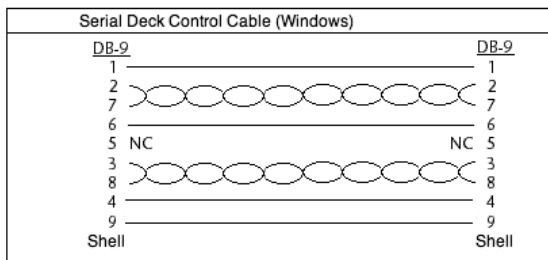 Serial Deck Control Cable (Windows)
DB-9 DB-9
1 1
2 2
7 7
6 6
5 NC NC 5
3 3
8 8
4 4
9 9
Shell Shell